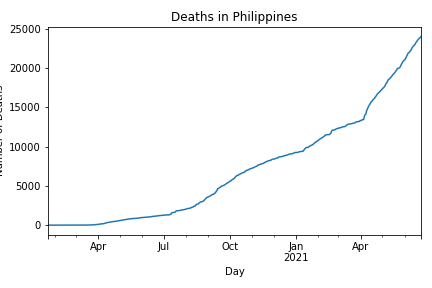 Deaths in Philippines
25000
20000
15000
10000
5000
0
Number of Deaths
Apr
Jul
Oct
Jan
2021
Apr
Day